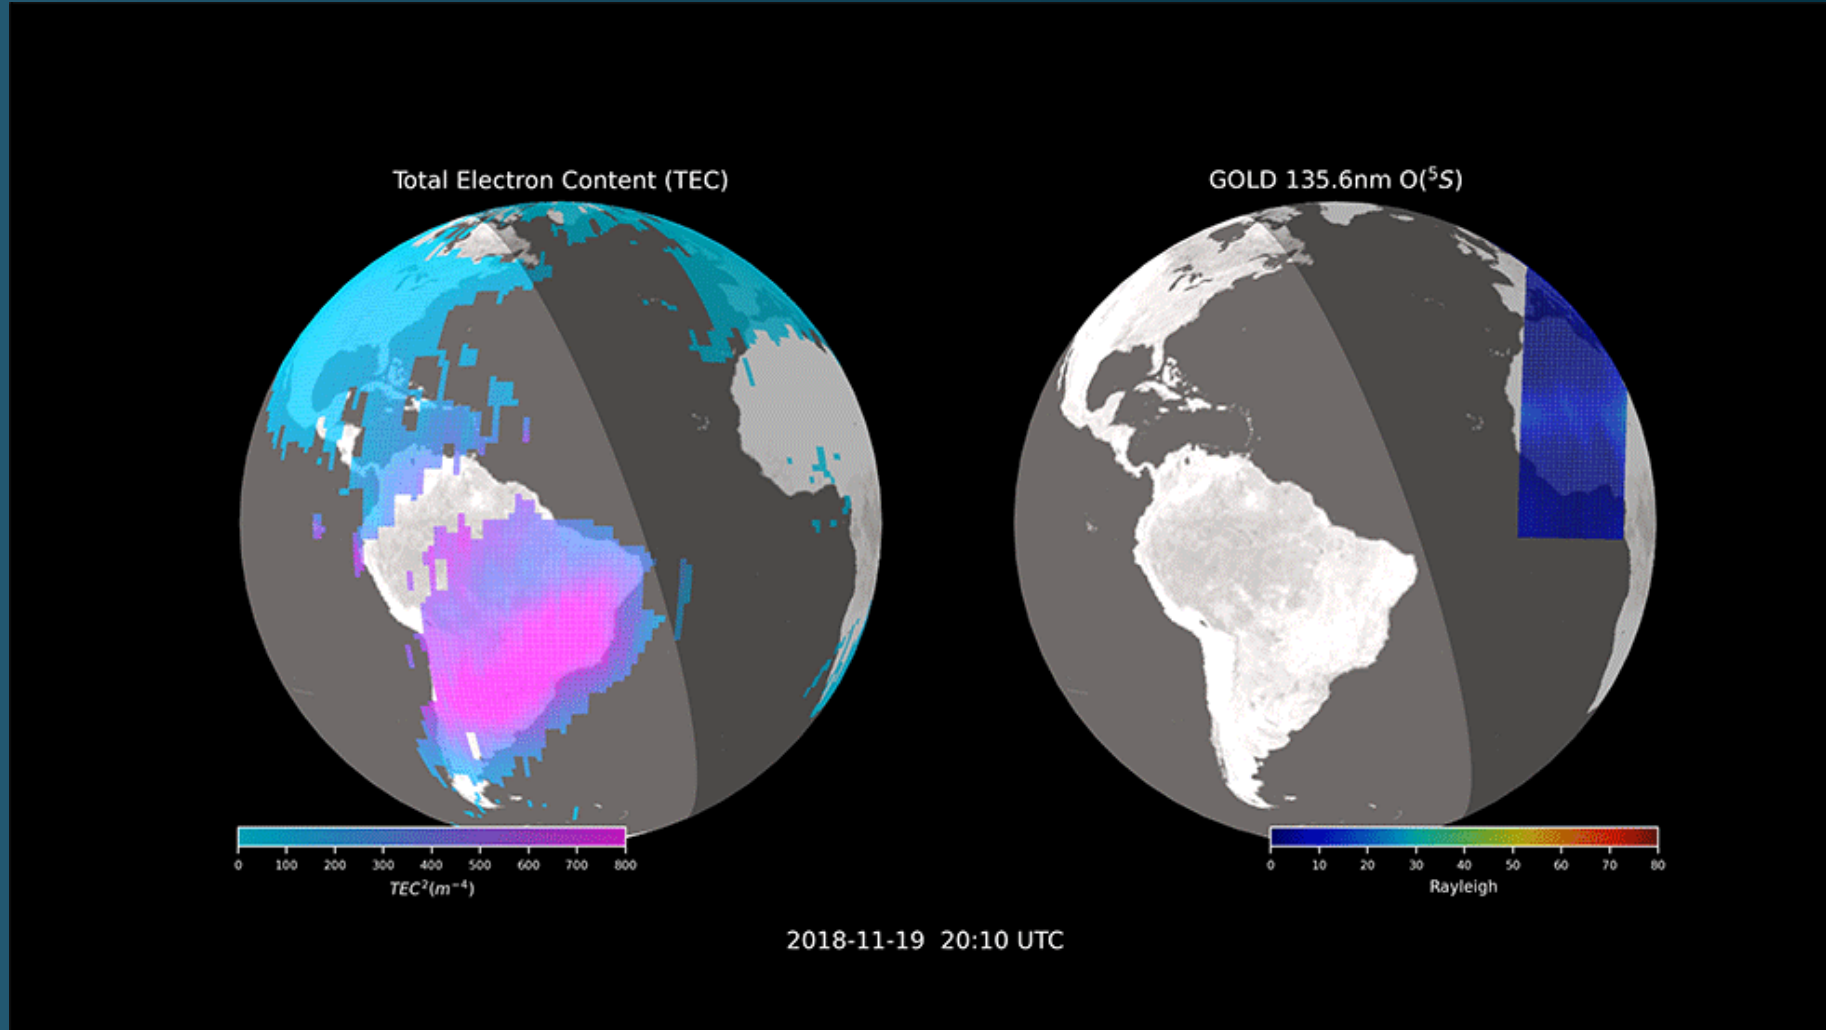 Total Electron Content (TEC)
GOLD 135.6nm O(⁵S)
0 100 200 300 400 500 600 700 800
TEC²(m⁻⁴)
0 10 20 30 40 50 60 70 80
Rayleigh
2018-11-19 20:10 UTC